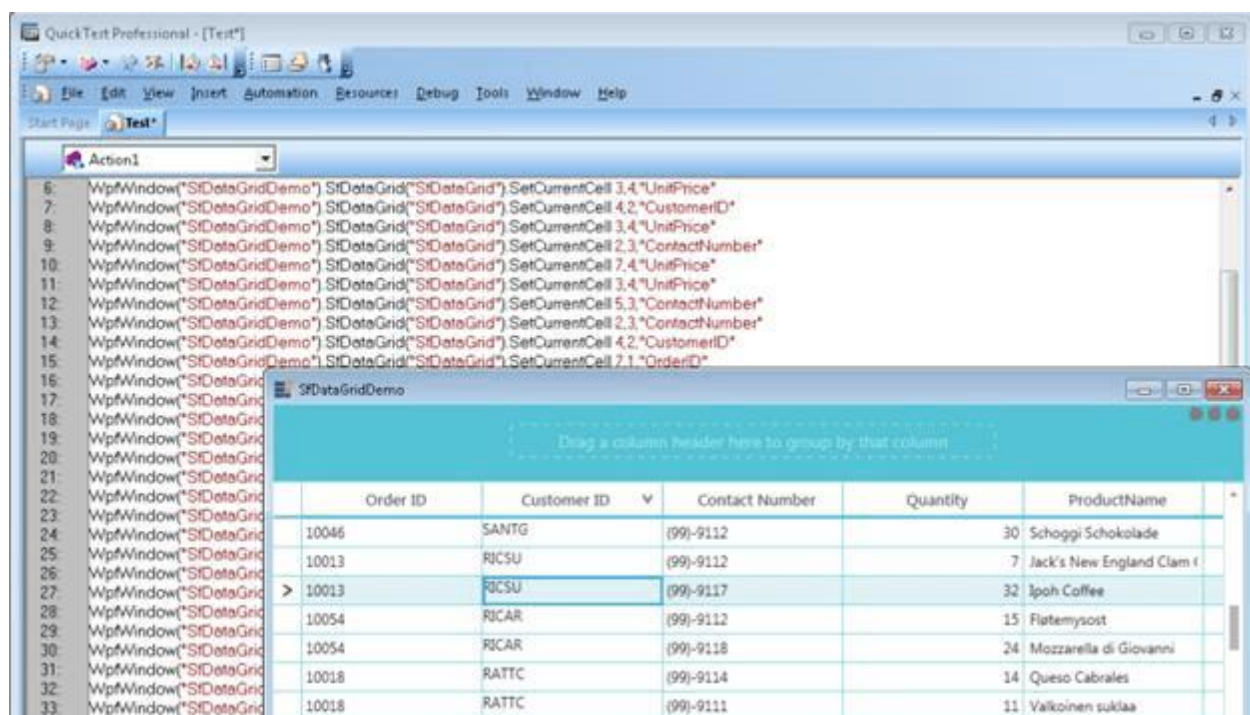 QuickTest Professional - [Test*]
File Edit View Insert Automation Resources Debug Tools Window Help
Start Page Test*
Action1
6: WpfWindow("SfDataGridDemo").SfDataGrid("SfDataGrid").SetCurrentCell 3,4,"UnitPrice"
7: WpfWindow("SfDataGridDemo").SfDataGrid("SfDataGrid").SetCurrentCell 4,2,"CustomerID"
8: WpfWindow("SfDataGridDemo").SfDataGrid("SfDataGrid").SetCurrentCell 3,4,"UnitPrice"
9: WpfWindow("SfDataGridDemo").SfDataGrid("SfDataGrid").SetCurrentCell 2,3,"ContactNumber"
10: WpfWindow("SfDataGridDemo").SfDataGrid("SfDataGrid").SetCurrentCell 7,4,"UnitPrice"
11: WpfWindow("SfDataGridDemo").SfDataGrid("SfDataGrid").SetCurrentCell 3,4,"UnitPrice"
12: WpfWindow("SfDataGridDemo").SfDataGrid("SfDataGrid").SetCurrentCell 5,3,"ContactNumber"
13: WpfWindow("SfDataGridDemo").SfDataGrid("SfDataGrid").SetCurrentCell 2,3,"ContactNumber"
14: WpfWindow("SfDataGridDemo").SfDataGrid("SfDataGrid").SetCurrentCell 4,2,"CustomerID"
15: WpfWindow("SfDataGridDemo").SfDataGrid("SfDataGrid").SetCurrentCell 7,1,"OrderID"
16: WpfWindow("SfDataGrid
17: WpfWindow("SfDataGrid
18: WpfWindow("SfDataGrid
19: WpfWindow("SfDataGrid
20: WpfWindow("SfDataGrid
21: WpfWindow("SfDataGrid
22: WpfWindow("SfDataGrid
23: WpfWindow("SfDataGrid
24: WpfWindow("SfDataGrid
25: WpfWindow("SfDataGrid
26: WpfWindow("SfDataGrid
27: WpfWindow("SfDataGrid
28: WpfWindow("SfDataGrid
29: WpfWindow("SfDataGrid
30: WpfWindow("SfDataGrid
31: WpfWindow("SfDataGrid
32: WpfWindow("SfDataGrid
33: WpfWindow("SfDataGrid
SfDataGridDemo
Drag a column header here to group by that column
Order ID Customer ID Contact Number Quantity ProductName
10046 SANTG (99)-9112 30 Schoggi Schokolade
10013 RICSU (99)-9112 7 Jack's New England Clam
10013 RICSU (99)-9117 32 Ipoh Coffee
10054 RICAR (99)-9112 15 Fløtemysost
10054 RICAR (99)-9118 24 Mozzarella di Giovanni
10018 RATTC (99)-9114 14 Queso Cabrales
10018 RATTC (99)-9111 11 Valkoinen suklaa